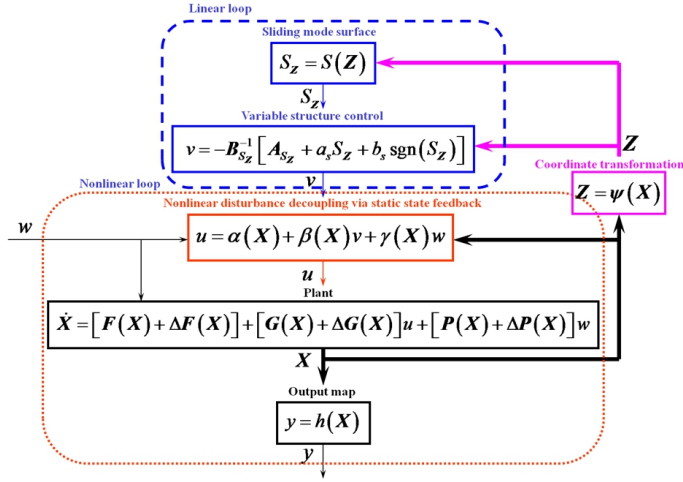 Linear loop
Sliding mode surface
S_Z = S(Z)
S_Z
Variable structure control
v = −B_{S_Z}^{−1}[A_{S_Z} + a_s S_Z + b_s sgn(S_Z)]
Z
Coordinate transformation
Z = ψ(X)
v
Nonlinear loop
Nonlinear disturbance decoupling via static state feedback
w
u = α(X) + β(X)v + γ(X)w
u
Plant
Ẋ = [F(X) + ΔF(X)] + [G(X) + ΔG(X)]u + [P(X) + ΔP(X)]w
X
Output map
y = h(X)
y